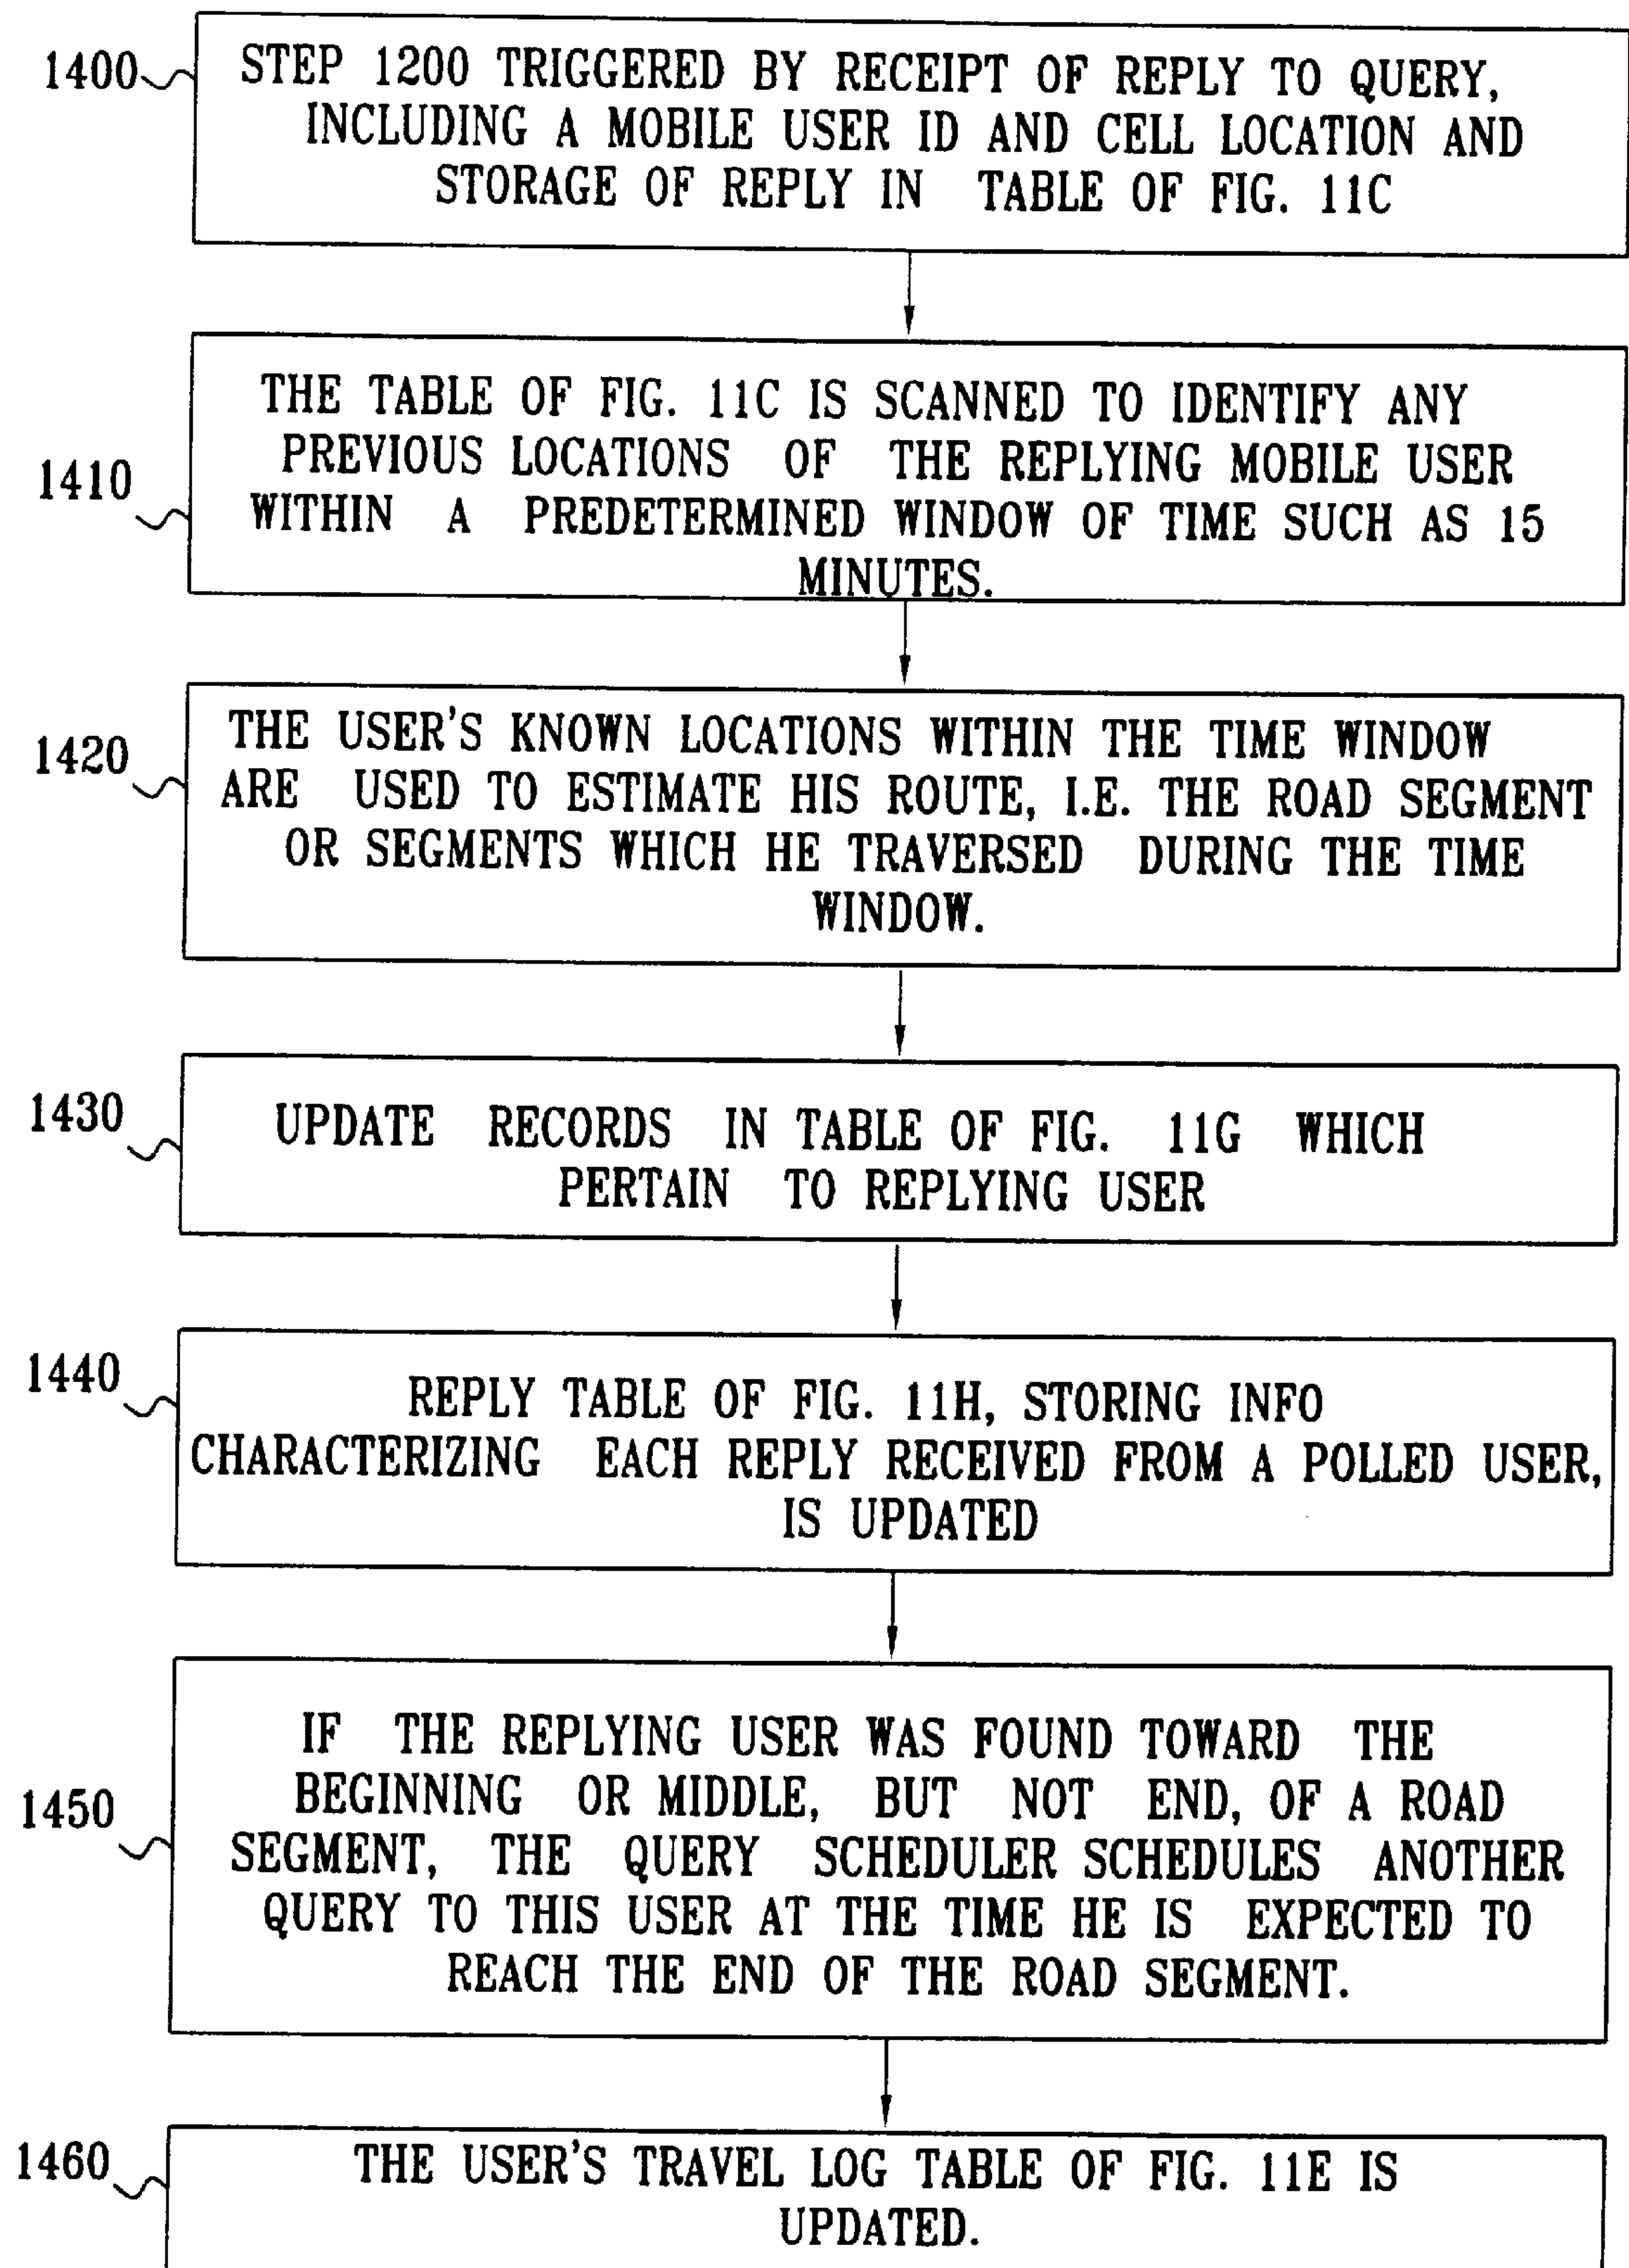 1400
STEP 1200 TRIGGERED BY RECEIPT OF REPLY TO QUERY,
INCLUDING A MOBILE USER ID AND CELL LOCATION AND
STORAGE OF REPLY IN TABLE OF FIG. 11C
1410
THE TABLE OF FIG. 11C IS SCANNED TO IDENTIFY ANY
PREVIOUS LOCATIONS OF THE REPLYING MOBILE USER
WITHIN A PREDETERMINED WINDOW OF TIME SUCH AS 15
MINUTES.
1420
THE USER'S KNOWN LOCATIONS WITHIN THE TIME WINDOW
ARE USED TO ESTIMATE HIS ROUTE, I.E. THE ROAD SEGMENT
OR SEGMENTS WHICH HE TRAVERSED DURING THE TIME
WINDOW.
1430
UPDATE RECORDS IN TABLE OF FIG. 11G WHICH
PERTAIN TO REPLYING USER
1440
REPLY TABLE OF FIG. 11H, STORING INFO
CHARACTERIZING EACH REPLY RECEIVED FROM A POLLED USER,
IS UPDATED
1450
IF THE REPLYING USER WAS FOUND TOWARD THE
BEGINNING OR MIDDLE, BUT NOT END, OF A ROAD
SEGMENT, THE QUERY SCHEDULER SCHEDULES ANOTHER
QUERY TO THIS USER AT THE TIME HE IS EXPECTED TO
REACH THE END OF THE ROAD SEGMENT.
1460
THE USER'S TRAVEL LOG TABLE OF FIG. 11E IS
UPDATED.